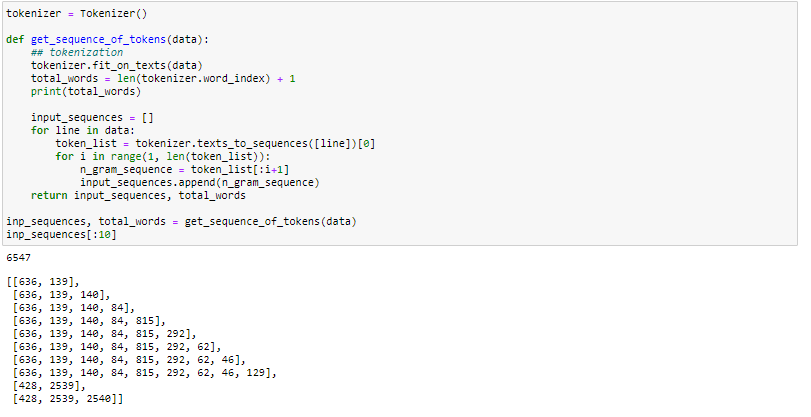 tokenizer = Tokenizer()

def get_sequence_of_tokens(data):
    ## tokenization
    tokenizer.fit_on_texts(data)
    total_words = len(tokenizer.word_index) + 1
    print(total_words)

    input_sequences = []
    for line in data:
        token_list = tokenizer.texts_to_sequences([line])[0]
        for i in range(1, len(token_list)):
            n_gram_sequence = token_list[:i+1]
            input_sequences.append(n_gram_sequence)
    return input_sequences, total_words

inp_sequences, total_words = get_sequence_of_tokens(data)
inp_sequences[:10]

6547

[[636, 139],
 [636, 139, 140],
 [636, 139, 140, 84],
 [636, 139, 140, 84, 815],
 [636, 139, 140, 84, 815, 292],
 [636, 139, 140, 84, 815, 292, 62],
 [636, 139, 140, 84, 815, 292, 62, 46],
 [636, 139, 140, 84, 815, 292, 62, 46, 129],
 [428, 2539],
 [428, 2539, 2540]]